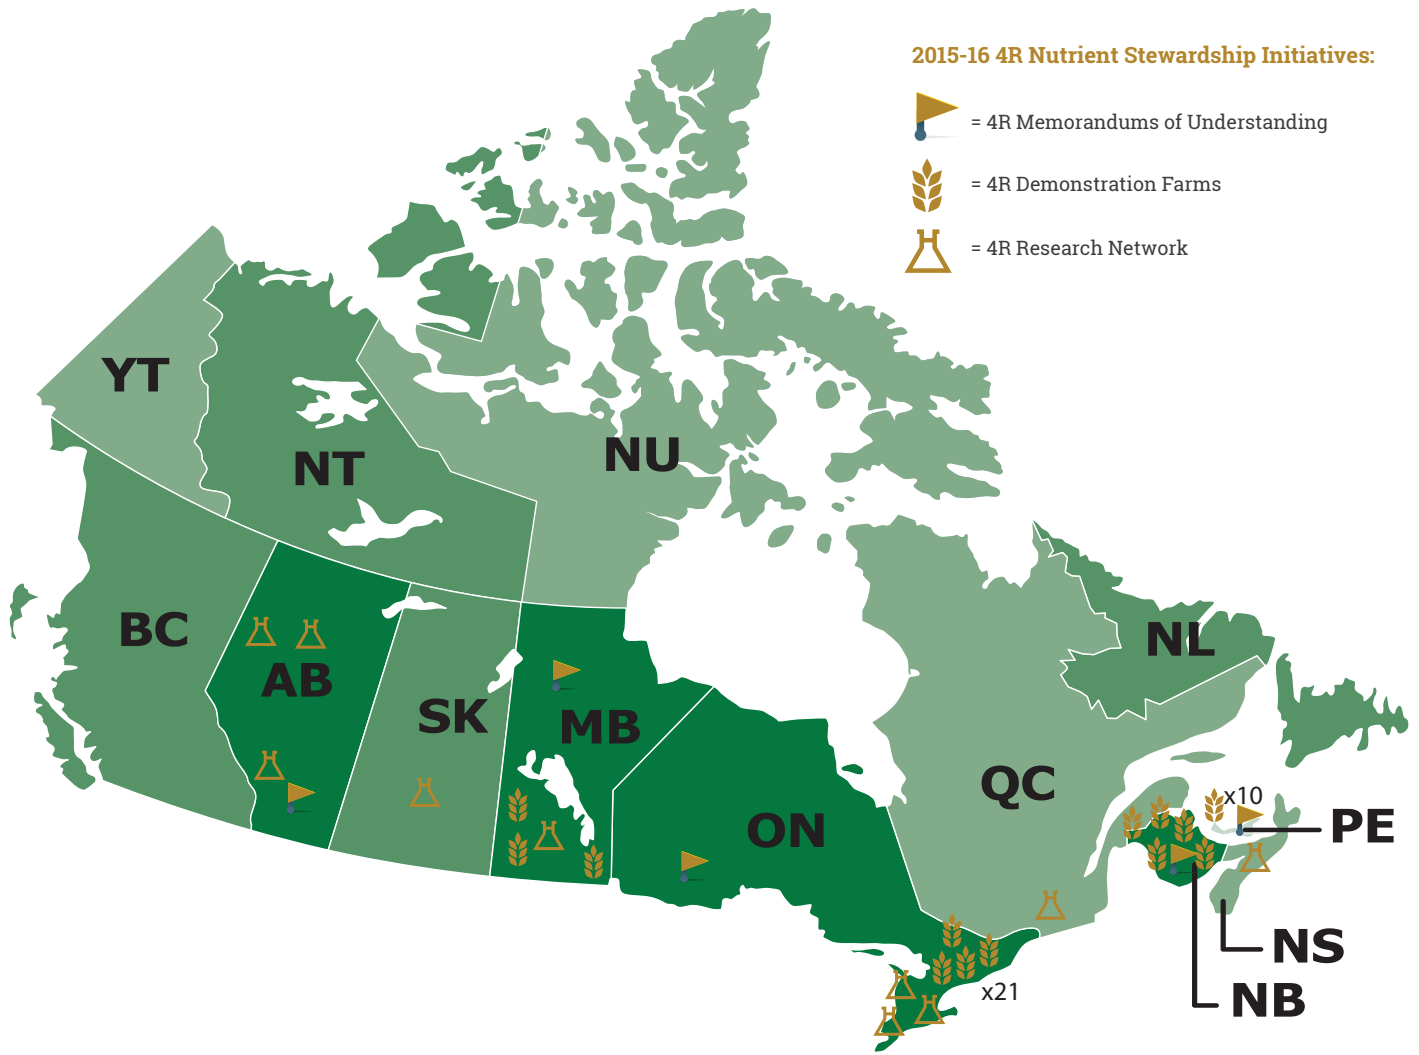 2015-16 4R Nutrient Stewardship Initiatives:
= 4R Memorandums of Understanding
= 4R Demonstration Farms
= 4R Research Network
YT
NT
NU
BC
AB
SK
MB
ON
QC
NL
x10
PE
NS
NB
x21